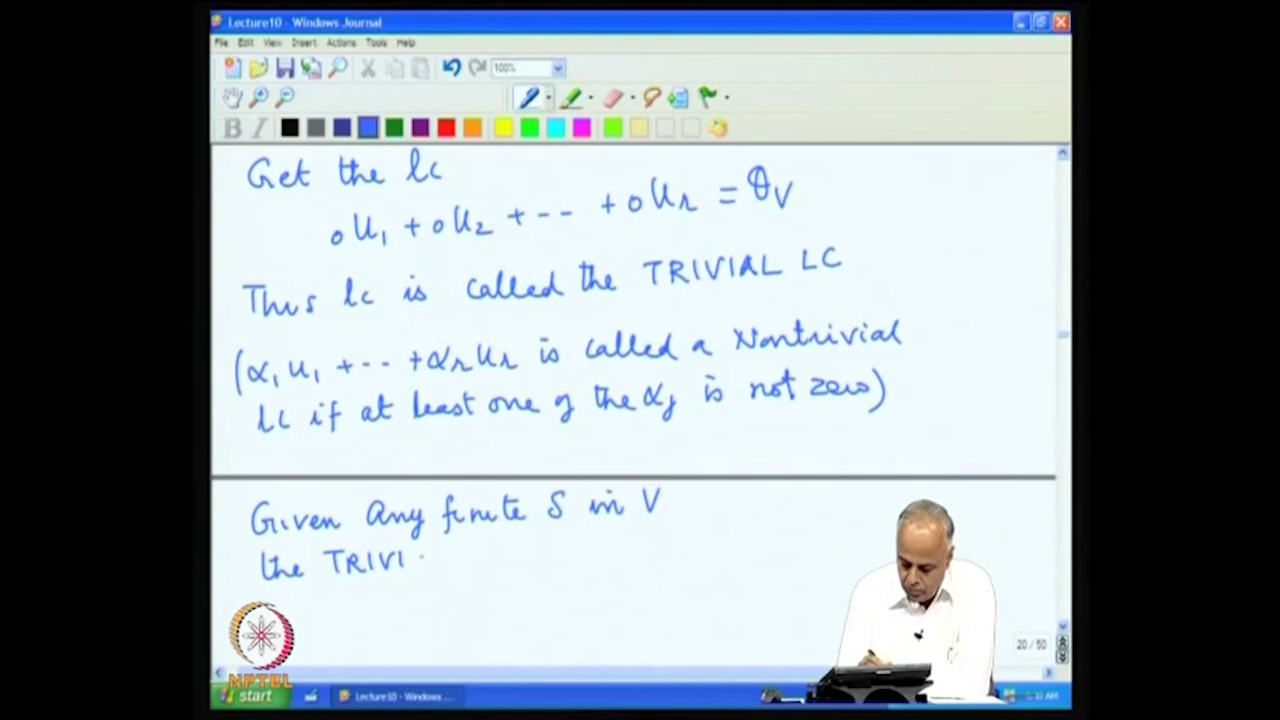 Lecture10 - Windows Journal
File Edit View Insert Actions Tools Help
100%
B I
Get the lc
0u₁ + 0u₂ + -- + 0uᵣ = θ_V
This lc is called the TRIVIAL LC
(α₁u₁ + -- + αᵣuᵣ is called a Nontrivial
LC if at least one of the αⱼ is not zero)
Given Any finite S in V
the TRIVI
20 / 50
NPTEL
start Lecture10 - Windows ...